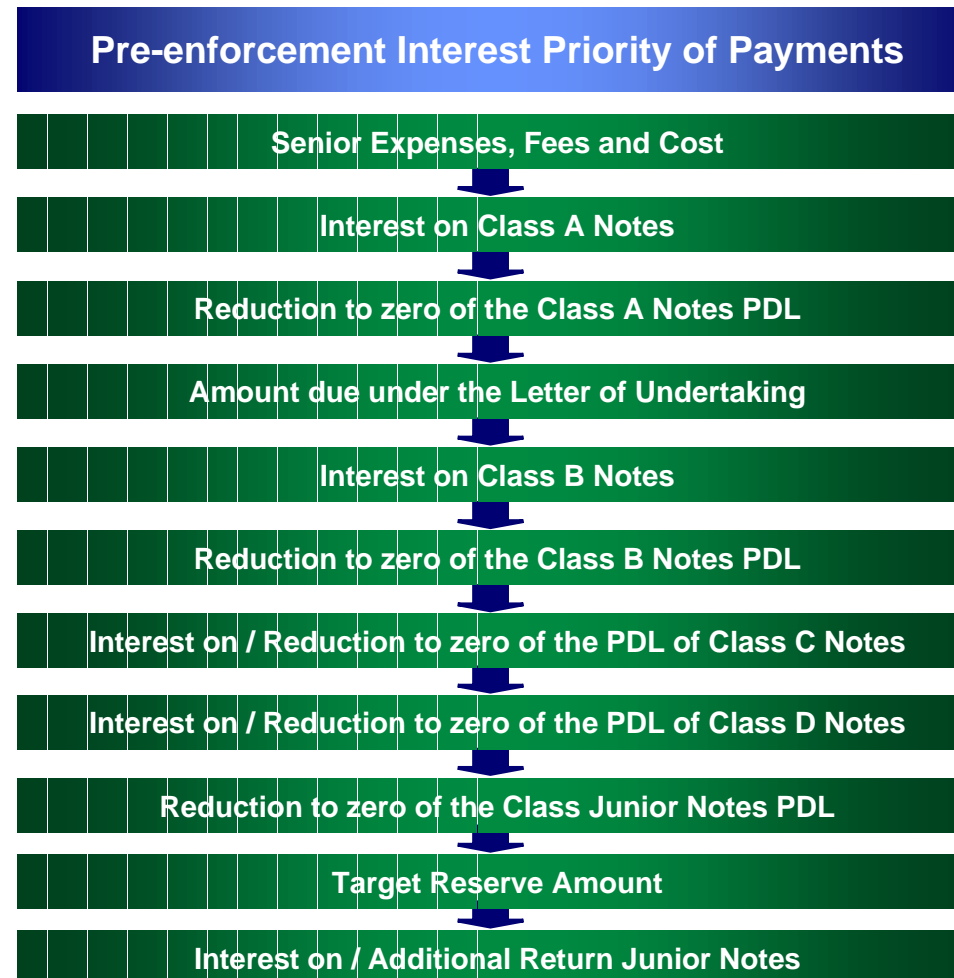 Pre-enforcement Interest Priority of Payments
Senior Expenses, Fees and Cost
Interest on Class A Notes
Reduction to zero of the Class A Notes PDL
Amount due under the Letter of Undertaking
Interest on Class B Notes
Reduction to zero of the Class B Notes PDL
Interest on / Reduction to zero of the PDL of Class C Notes
Interest on / Reduction to zero of the PDL of Class D Notes
Reduction to zero of the Class Junior Notes PDL
Target Reserve Amount
Interest on / Additional Return Junior Notes